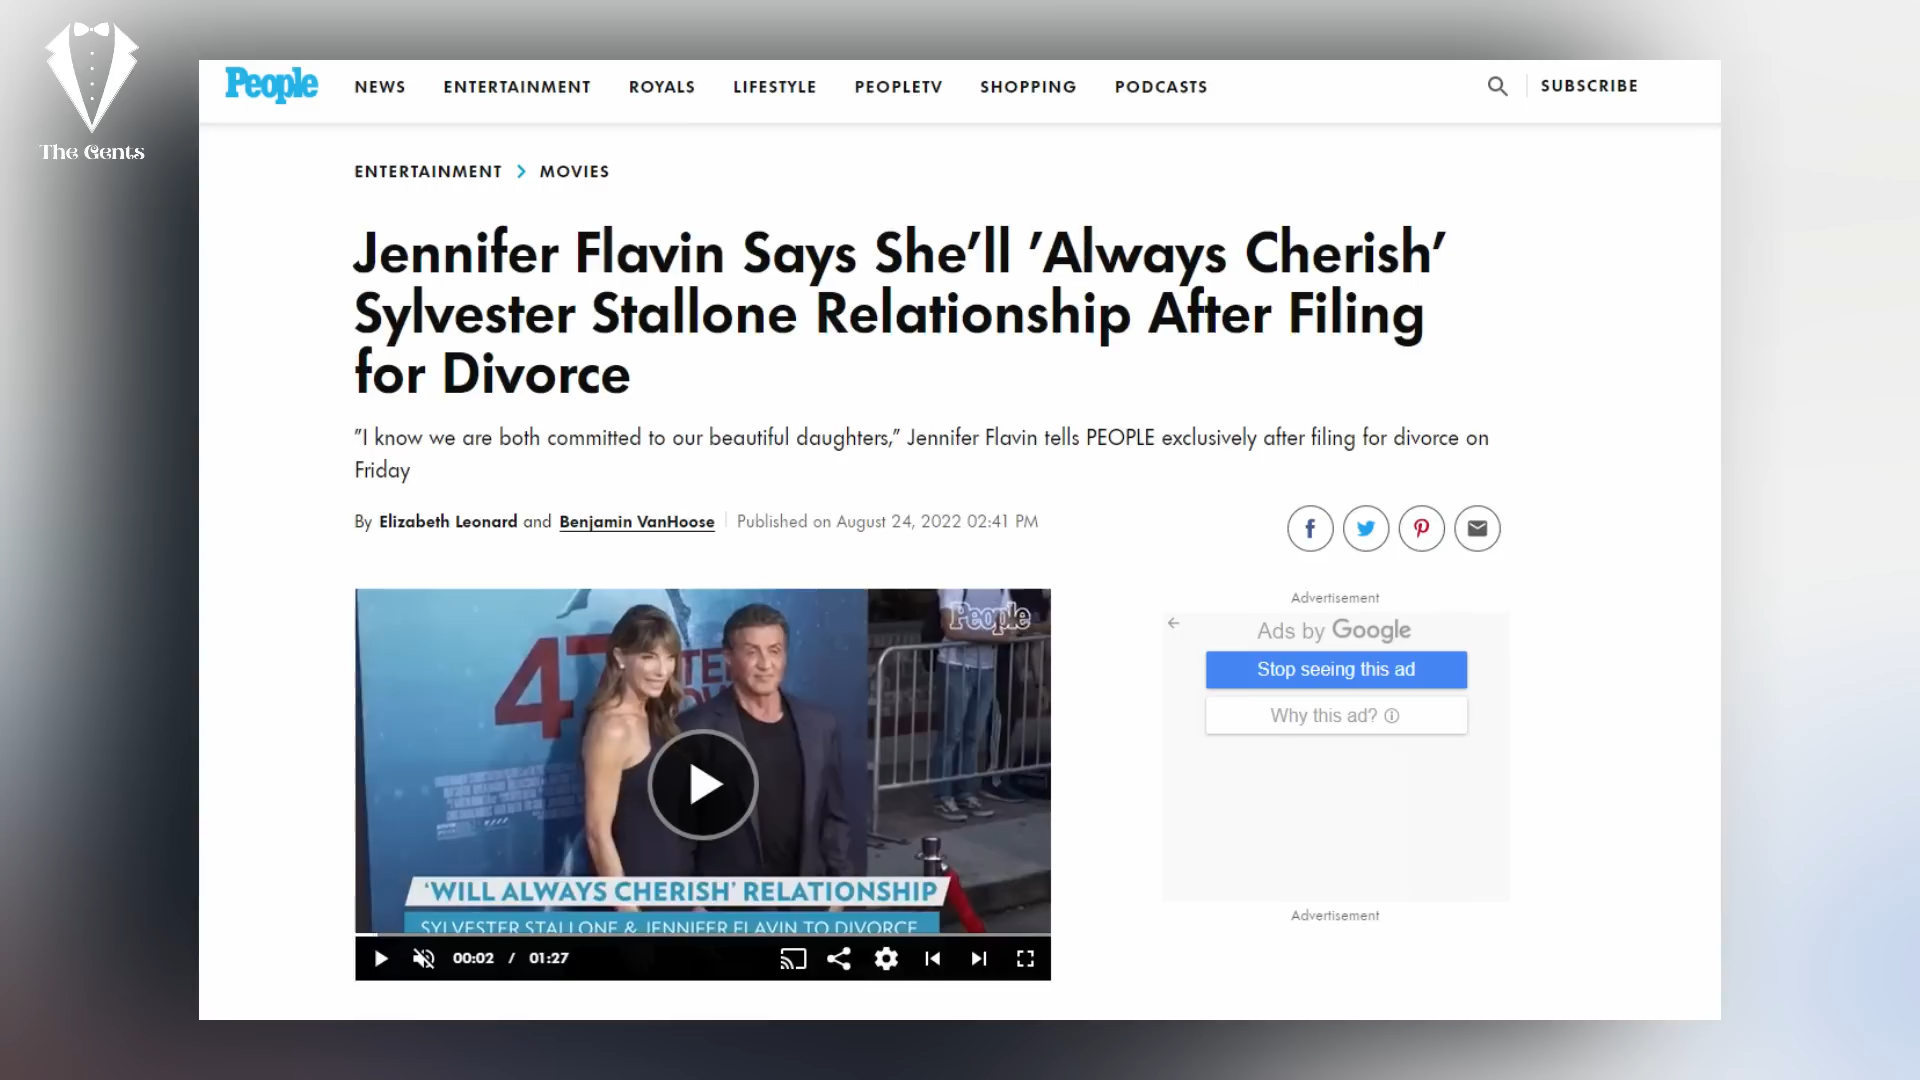 The Gents
People
NEWS ENTERTAINMENT ROYALS LIFESTYLE PEOPLETV SHOPPING PODCASTS SUBSCRIBE
ENTERTAINMENT MOVIES
Jennifer Flavin Says She’ll ’Always Cherish’
Sylvester Stallone Relationship After Filing
for Divorce
”I know we are both committed to our beautiful daughters,” Jennifer Flavin tells PEOPLE exclusively after filing for divorce on
Friday
By Elizabeth Leonard and Benjamin VanHoose Published on August 24, 2022 02:41 PM
People
47
‘WILL ALWAYS CHERISH’ RELATIONSHIP
SYLVESTER STALLONE & JENNIFER FLAVIN TO DIVORCE
00:02 / 01:27
Advertisement
Ads by Google
Stop seeing this ad
Why this ad?
Advertisement